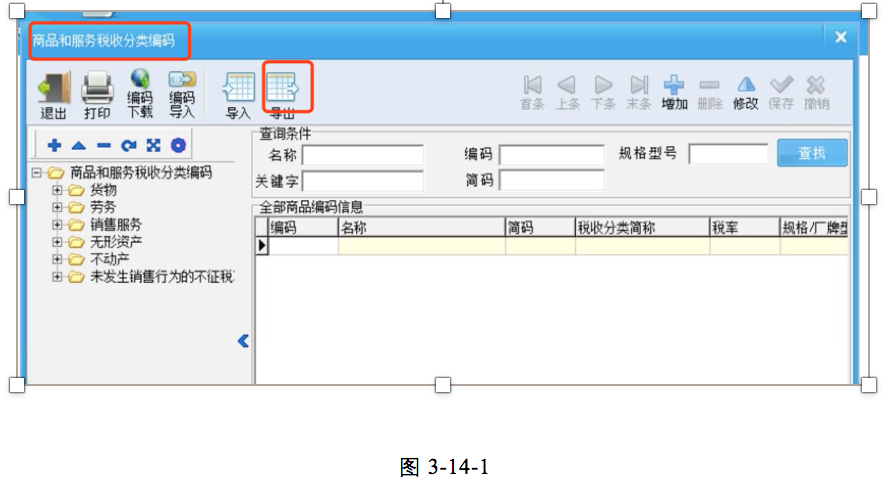 商品和服务税收分类编码
退出 打印 编码下载 编码导入 导入 导出 首条 上条 下条 末条 增加 删除 修改 保存 撤销
查询条件
名称 编码 规格型号 查找
关键字 简码
商品和服务税收分类编码
货物
劳务
销售服务
无形资产
不动产
未发生销售行为的不征税
全部商品编码信息
编码 名称 简码 税收分类简称 税率 规格/厂牌型
图 3-14-1